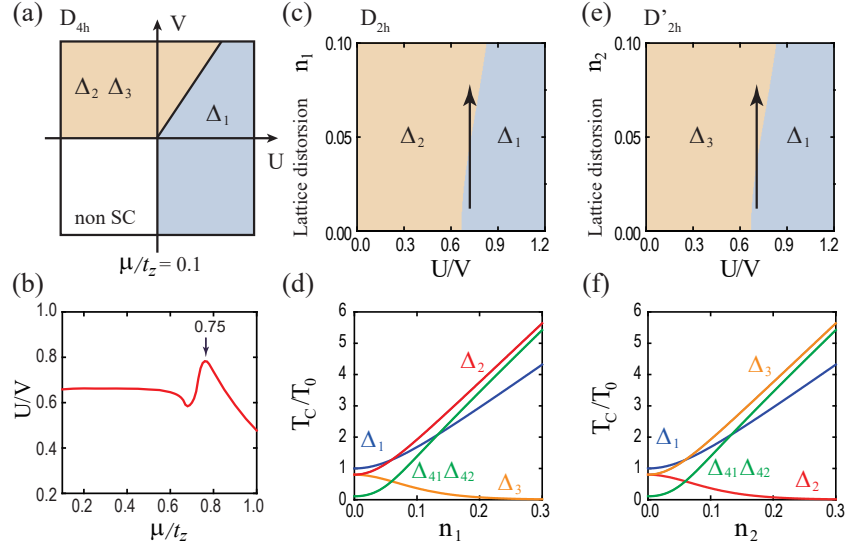 (a)
D₄ₕ
V
Δ₂ Δ₃
Δ₁
U
non SC
μ/t_z = 0.1
(b)
1.0
0.8
0.6
0.4
0.2
U/V
0.75
0.2 0.4 0.6 0.8 1.0
μ/t_z
(c)
D₂ₕ
0.10
0.05
0.00
n₁
Lattice distorsion
Δ₂
Δ₁
0.0 0.3 0.6 0.9 1.2
U/V
(d)
6
5
4
3
2
1
0
T_C/T₀
Δ₂
Δ₁
Δ₄₁ Δ₄₂
Δ₃
0.0 0.1 0.2 0.3
n₁
(e)
D'₂ₕ
0.10
0.05
0.00
n₂
Lattice distorsion
Δ₃
Δ₁
0.0 0.3 0.6 0.9 1.2
U/V
(f)
6
5
4
3
2
1
0
T_C/T₀
Δ₃
Δ₁
Δ₄₁ Δ₄₂
Δ₂
0.0 0.1 0.2 0.3
n₂